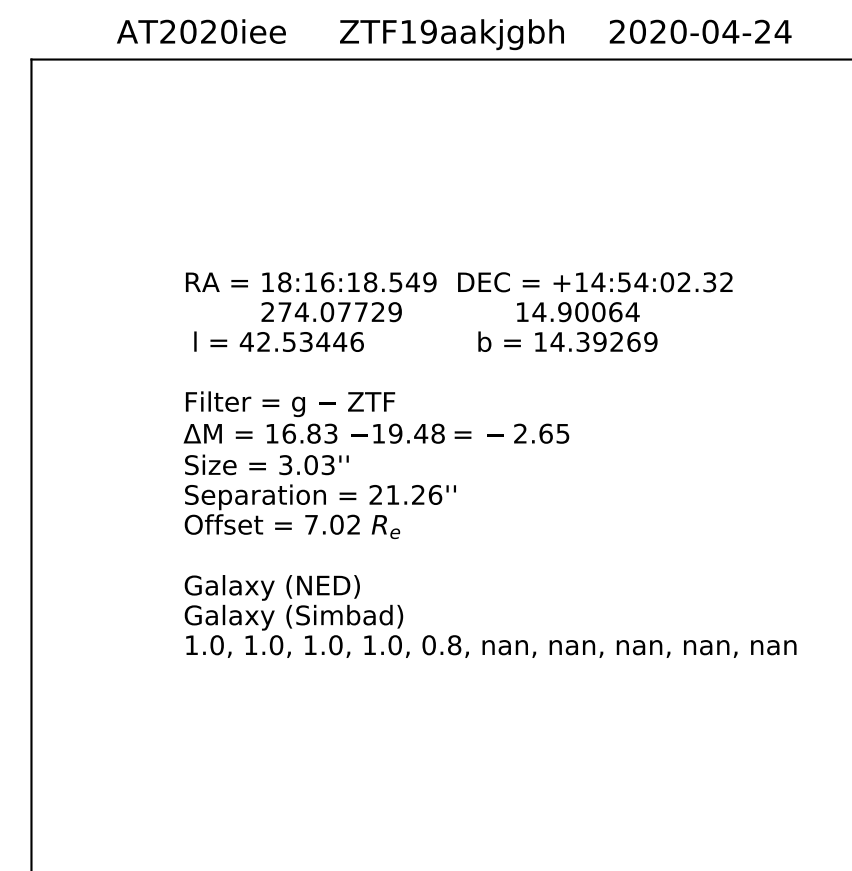 AT2020iee ZTF19aakjgbh 2020-04-24
RA = 18:16:18.549 DEC = +14:54:02.32
274.07729 14.90064
l = 42.53446 b = 14.39269
Filter = g − ZTF
ΔM = 16.83 −19.48 = − 2.65
Size = 3.03''
Separation = 21.26''
Offset = 7.02 Rₑ
Galaxy (NED)
Galaxy (Simbad)
1.0, 1.0, 1.0, 1.0, 0.8, nan, nan, nan, nan, nan